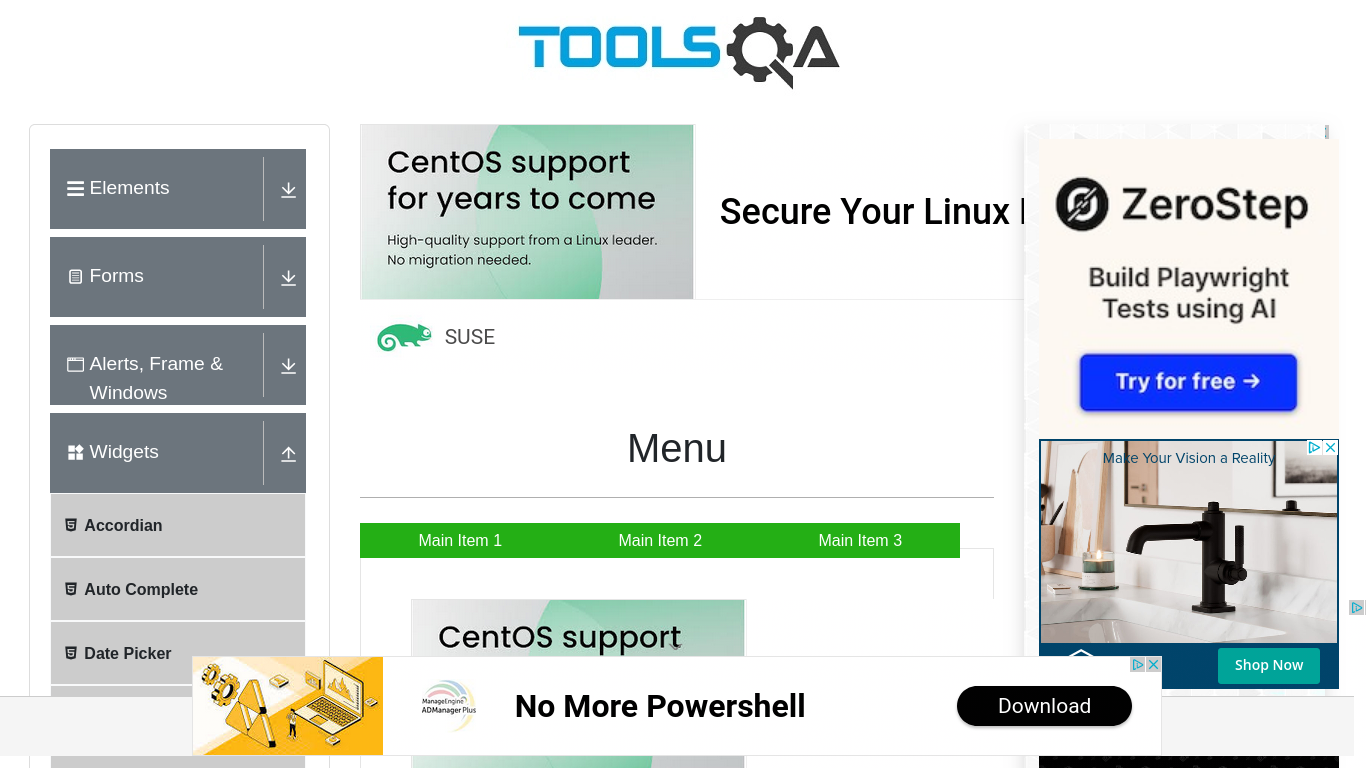 TOOLSQA
Elements
Forms
Alerts, Frame &
Windows
Widgets
Accordian
Auto Complete
Date Picker
CentOS support
for years to come
High-quality support from a Linux leader.
No migration needed.
Secure Your Linux
SUSE
Menu
Main Item 1
Main Item 2
Main Item 3
CentOS support
ZeroStep
Build Playwright
Tests using AI
Try for free →
Make Your Vision a Reality
Shop Now
ManageEngine
ADManager Plus
No More Powershell
Download